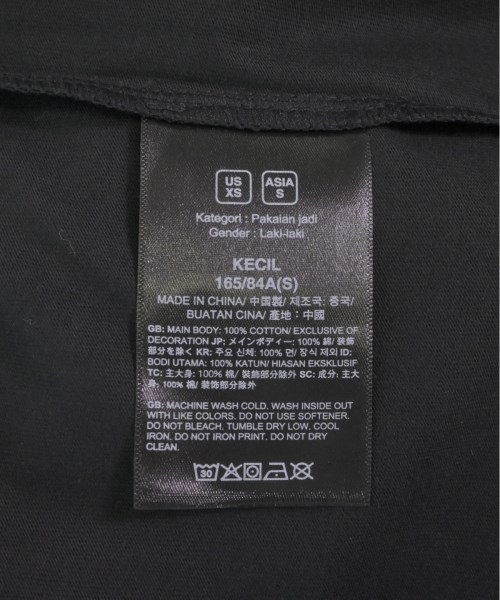 US XS
ASIA S
Kategori : Pakaian jadi
Gender : Laki-laki
KECIL
165/84A(S)
MADE IN CHINA/ 中国製/ 제조국: 중국/
BUATAN CINA/ 產地: 中國
GB: MAIN BODY: 100% COTTON/ EXCLUSIVE OF
DECORATION JP: メインボディー: 100% 綿/ 装飾
部分を除く KR: 주요 신체: 100% 면/ 장식 제외 ID:
BODI UTAMA: 100% KATUN/ HIASAN EKSKLUSIF
TC: 主大身: 100% 棉/ 裝飾部分除外 SC: 成分: 主大
身: 100% 棉/ 装饰部分除外
GB: MACHINE WASH COLD. WASH INSIDE OUT
WITH LIKE COLORS. DO NOT USE SOFTENER.
DO NOT BLEACH. TUMBLE DRY LOW. COOL
IRON. DO NOT IRON PRINT. DO NOT DRY
CLEAN.
30